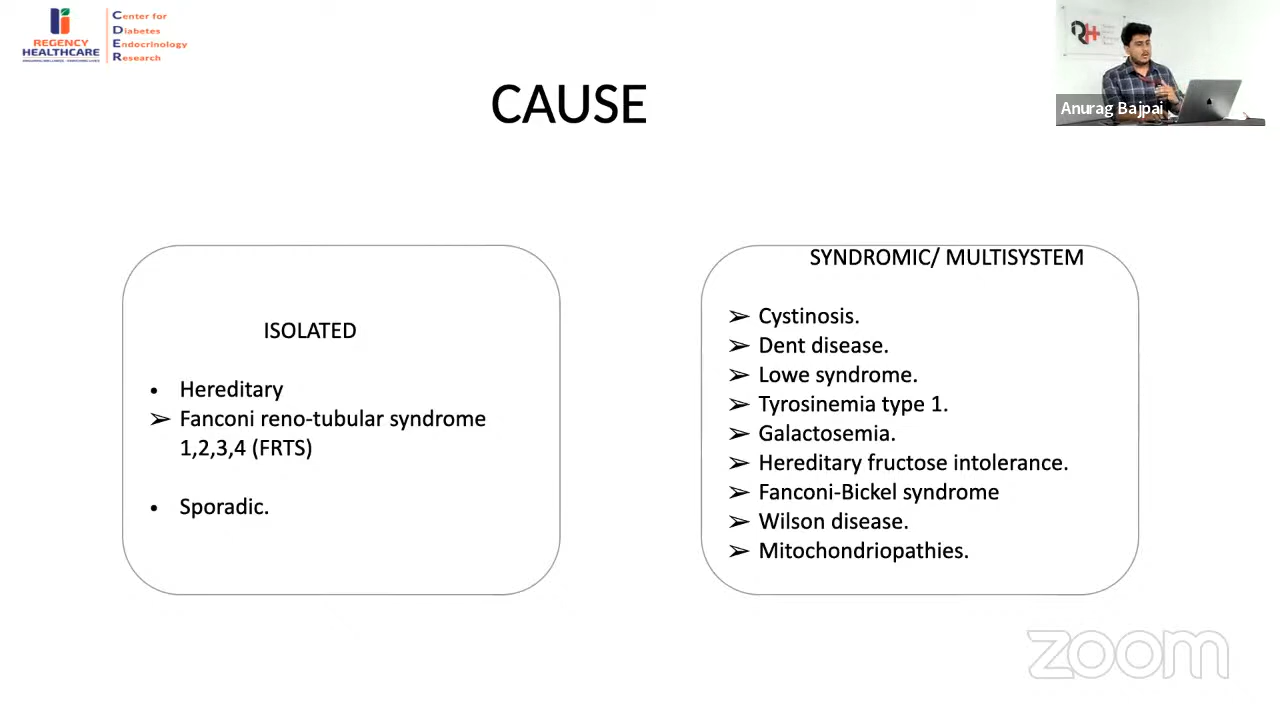 REGENCY
HEALTHCARE
Center for
Diabetes
Endocrinology
Research
Anurag Bajpai
CAUSE
ISOLATED
• Hereditary
➢ Fanconi reno-tubular syndrome
1,2,3,4 (FRTS)
• Sporadic.
SYNDROMIC/ MULTISYSTEM
➢ Cystinosis.
➢ Dent disease.
➢ Lowe syndrome.
➢ Tyrosinemia type 1.
➢ Galactosemia.
➢ Hereditary fructose intolerance.
➢ Fanconi-Bickel syndrome
➢ Wilson disease.
➢ Mitochondriopathies.
zoom